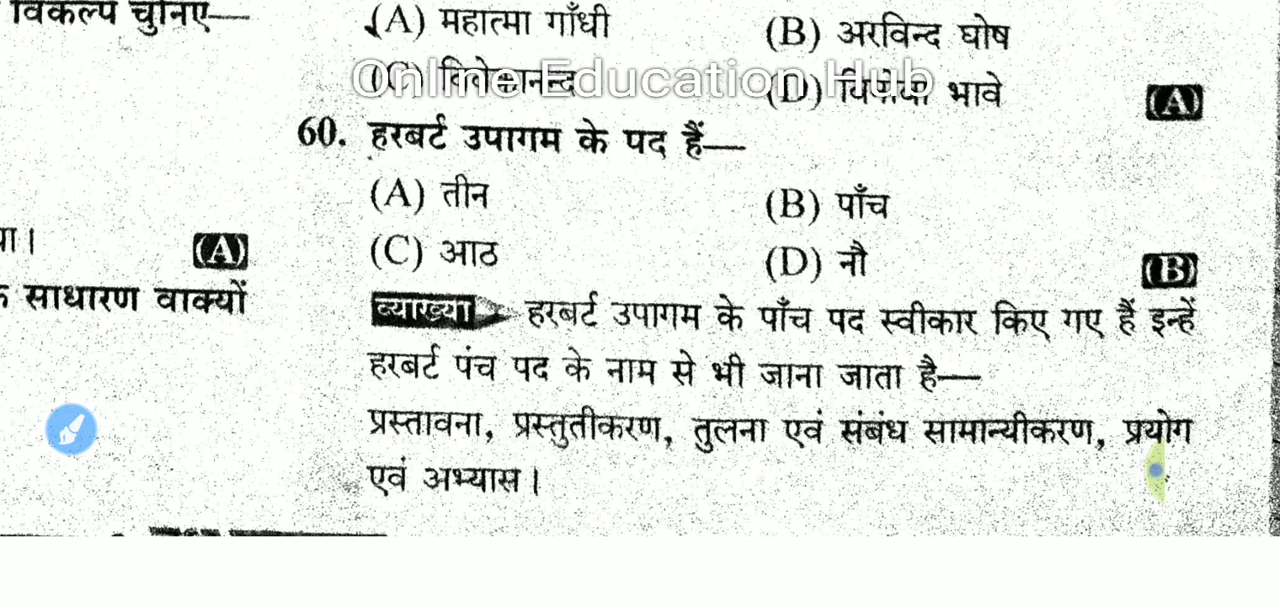 विकल्प चुनिए—
(A) महात्मा गाँधी (B) अरविन्द घोष
(C) विवेकानन्द (D) विनोबा भावे (A)
Online Education Hub
60. हरबर्ट उपागम के पद हैं—
(A) तीन (B) पाँच
(C) आठ (D) नौ (B)
या। (A)
साधारण वाक्यों
व्याख्या हरबर्ट उपागम के पाँच पद स्वीकार किए गए हैं इन्हें
हरबर्ट पंच पद के नाम से भी जाना जाता है—
प्रस्तावना, प्रस्तुतीकरण, तुलना एवं संबंध सामान्यीकरण, प्रयोग
एवं अभ्यास।